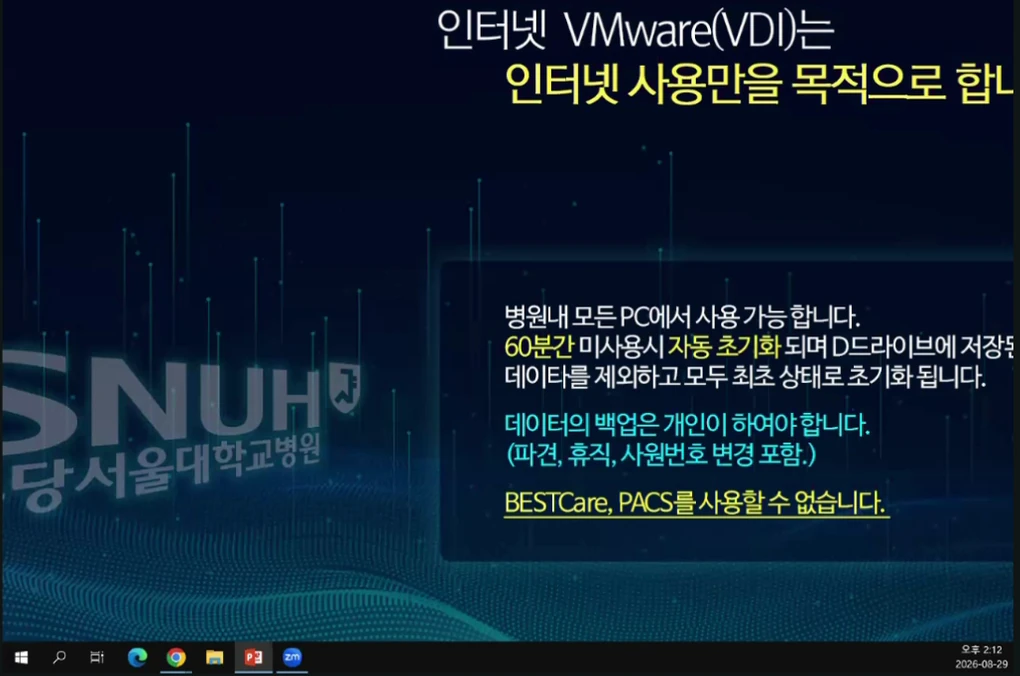 인터넷 VMware(VDI)는
인터넷 사용만을 목적으로 합니
병원내 모든 PC에서 사용 가능 합니다.
60분간 미사용시 자동 초기화 되며 D드라이브에 저장된
데이타를 제외하고 모두 최초 상태로 초기화 됩니다.
데이터의 백업은 개인이 하여야 합니다.
(파견, 휴직, 사원번호 변경 포함.)
BESTCare, PACS를 사용할 수 없습니다.
SNUH
당서울대학교병원
zm
오후 2:12
2026-08-29